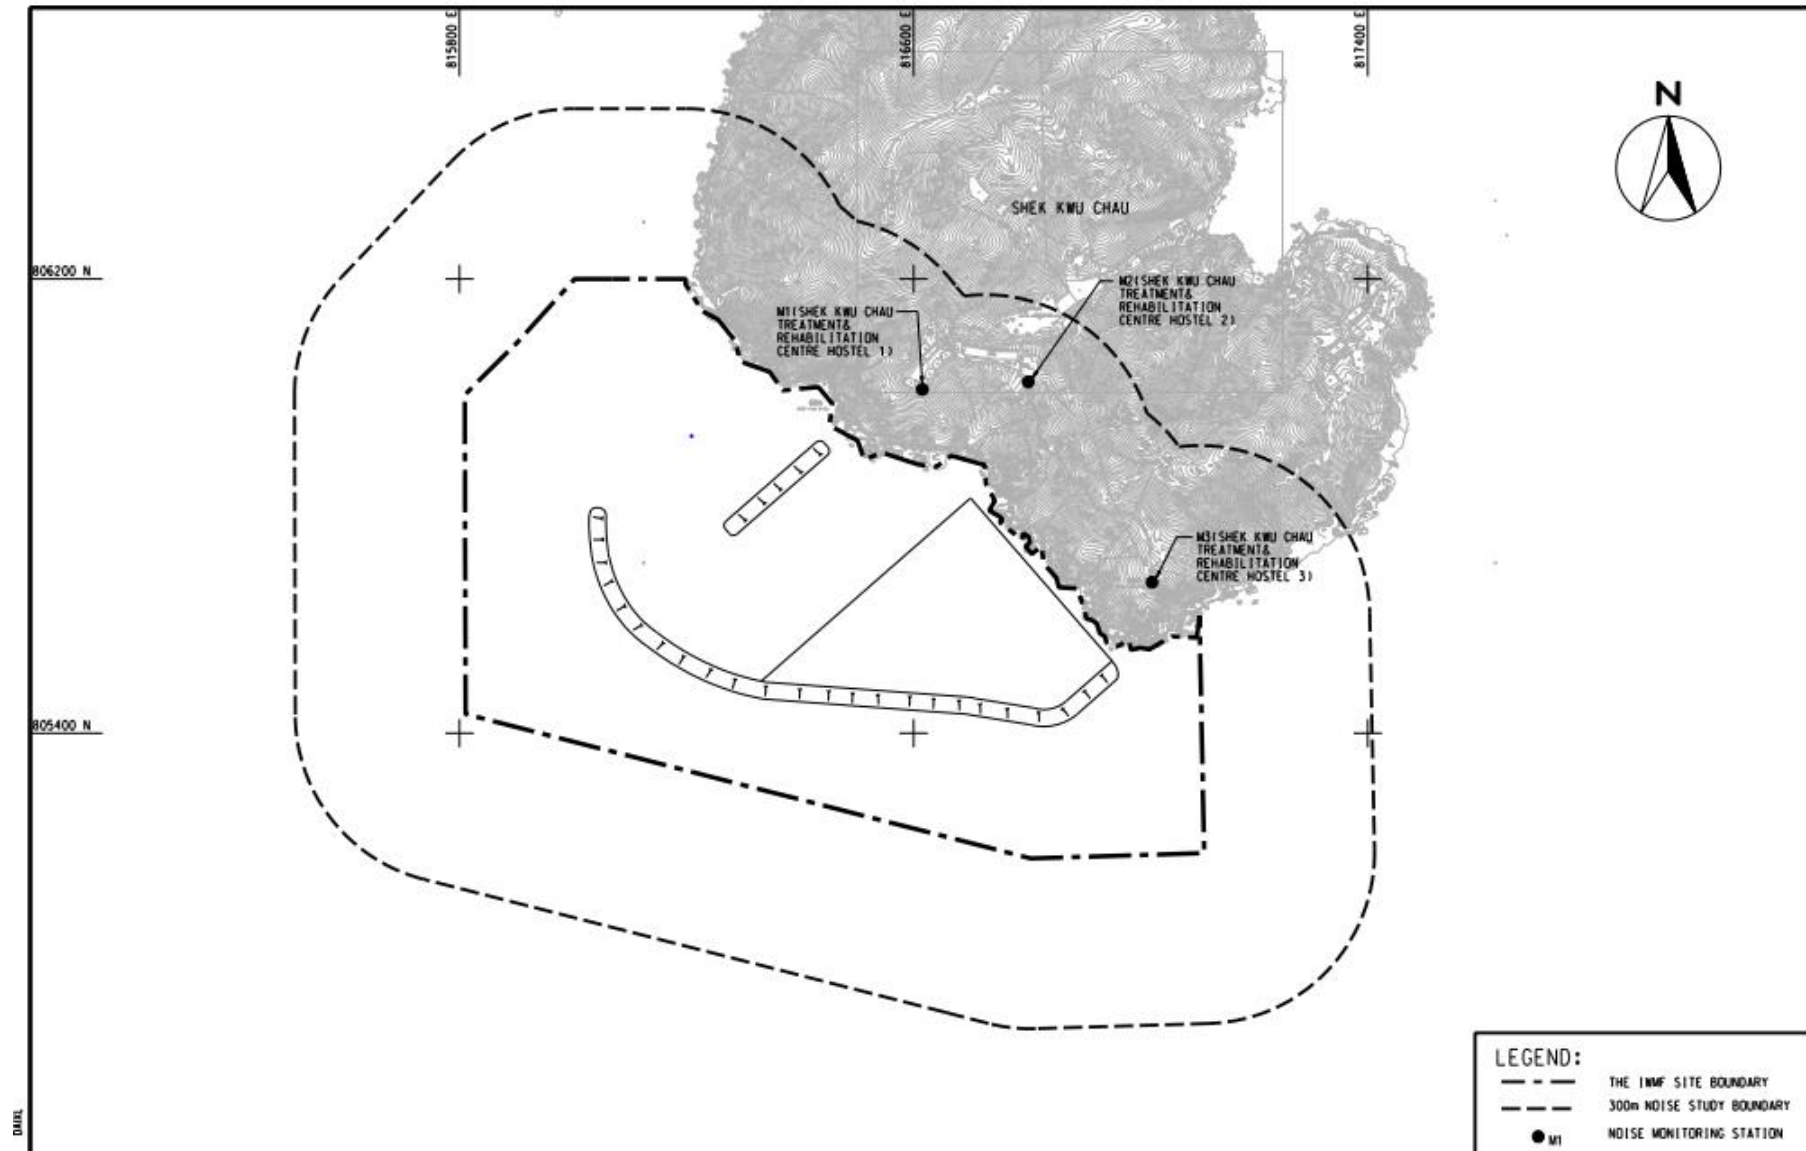 815800 E
816600 E
817400 E
N
SHEK KWU CHAU
806200 N
M1(SHEK KWU CHAU
TREATMENT&
REHABILITATION
CENTRE HOSTEL 1)
M2(SHEK KWU CHAU
TREATMENT&
REHABILITATION
CENTRE HOSTEL 2)
M3(SHEK KWU CHAU
TREATMENT&
REHABILITATION
CENTRE HOSTEL 3)
805400 N
LEGEND:
THE IWMF SITE BOUNDARY
300m NOISE STUDY BOUNDARY
M1 NOISE MONITORING STATION